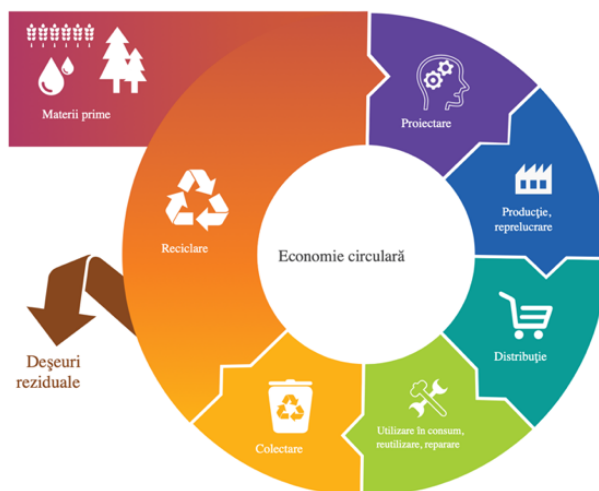 Materii prime
Proiectare
Producţie,
reprelucrare
Distribuţie
Utilizare în consum,
reutilizare, reparare
Colectare
Reciclare
Deşeuri
reziduale
Economie circulară